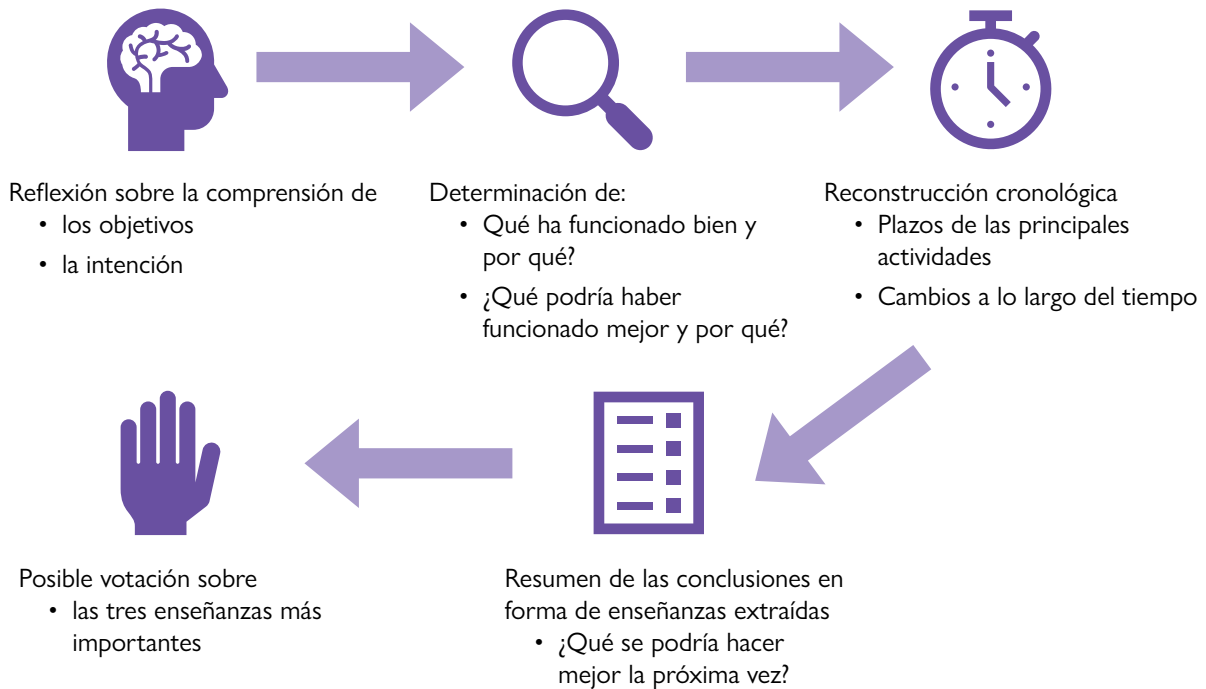 Reflexión sobre la comprensión de
• los objetivos
• la intención
Determinación de:
• Qué ha funcionado bien y
por qué?
• ¿Qué podría haber
funcionado mejor y por qué?
Reconstrucción cronológica
• Plazos de las principales
actividades
• Cambios a lo largo del tiempo
Resumen de las conclusiones en
forma de enseñanzas extraídas
• ¿Qué se podría hacer
mejor la próxima vez?
Posible votación sobre
• las tres enseñanzas más
importantes